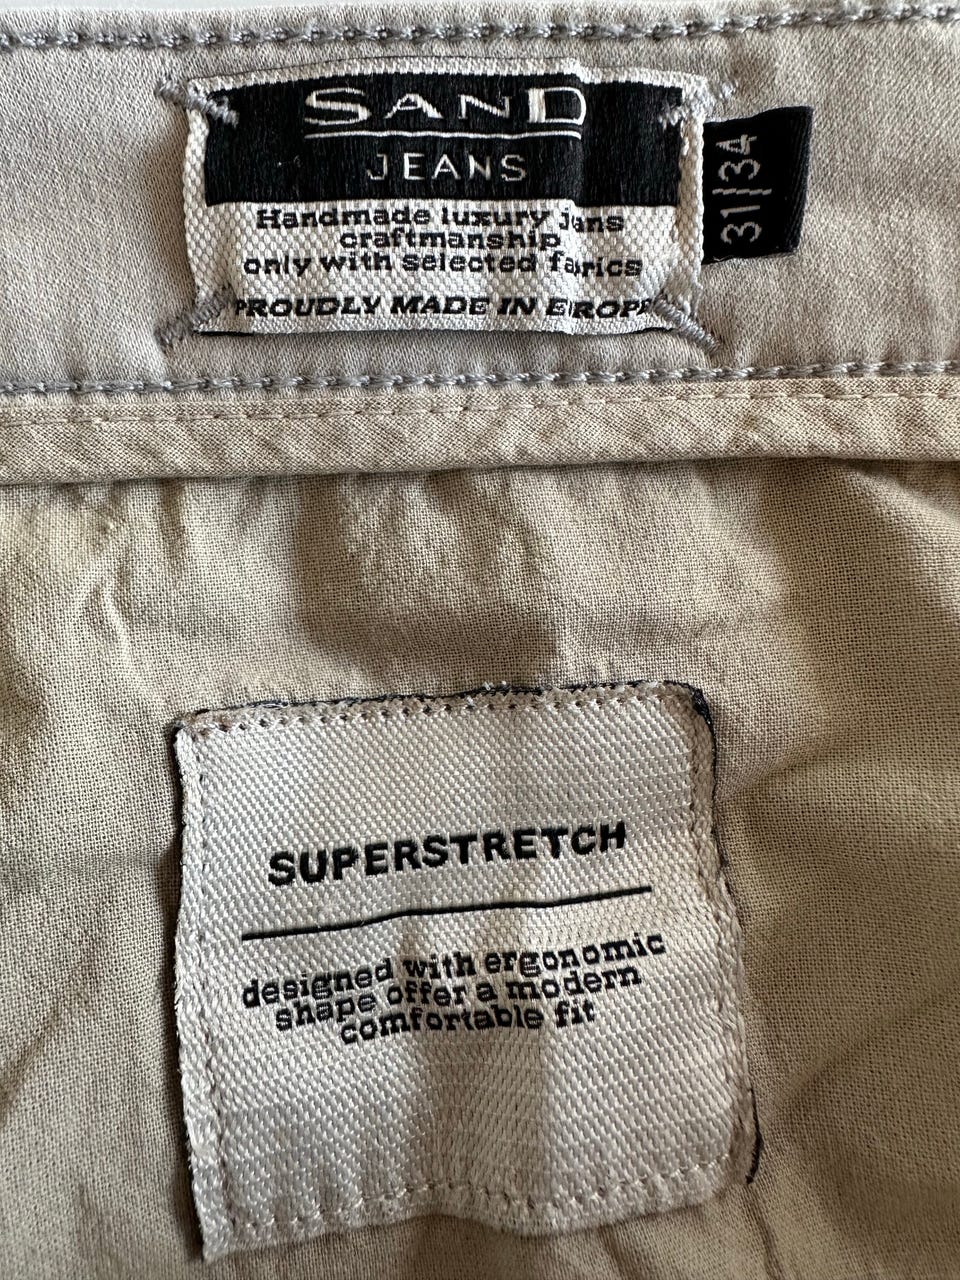 SAND
JEANS
Handmade luxury jans
craftmanship
only with selected fabrics
PROUDLY MADE IN EUROPE
31|34
SUPERSTRETCH
designed with ergonomic
shape offer a modern
comfortable fit